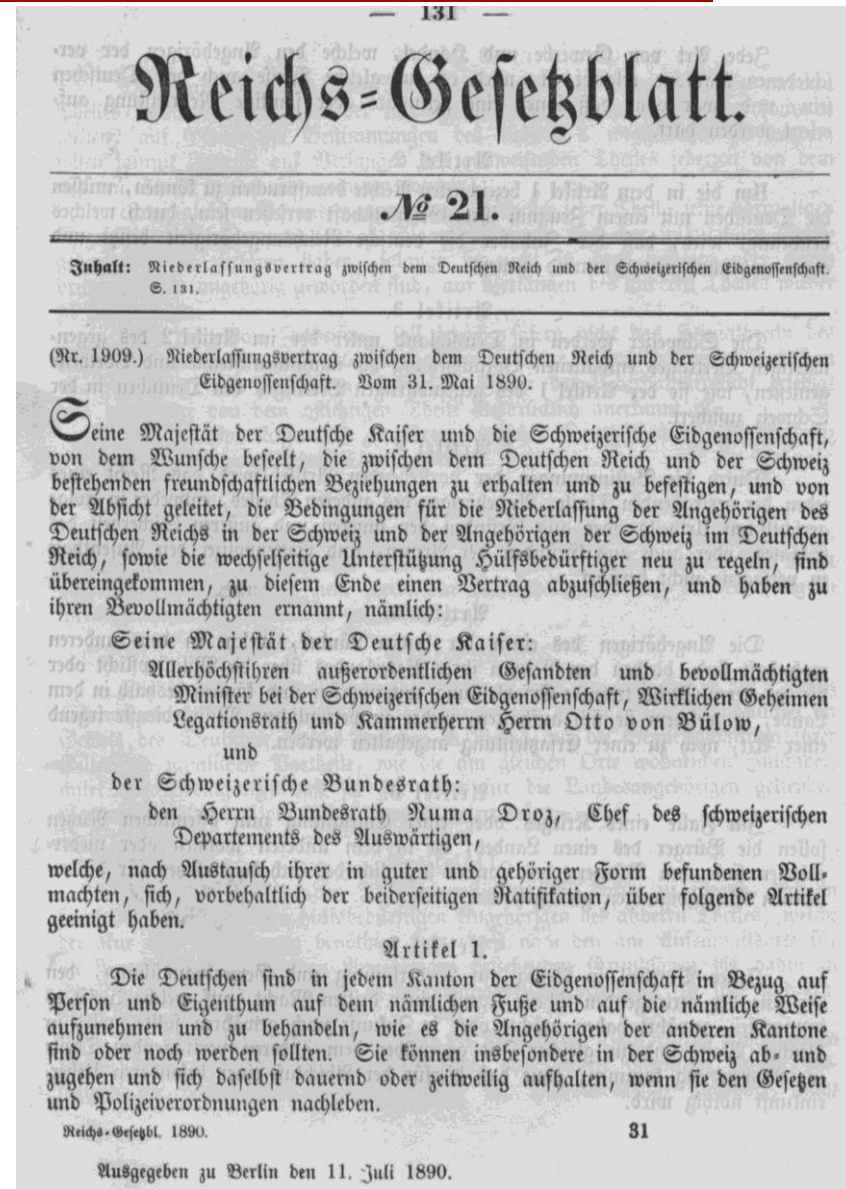 — 131 —
Reichs-Gesetzblatt.
№ 21.
Inhalt: Niederlassungsvertrag zwischen dem Deutschen Reich und der Schweizerischen Eidgenossenschaft.
S. 131.
(Nr. 1909.) Niederlassungsvertrag zwischen dem Deutschen Reich und der Schweizerischen
Eidgenossenschaft. Vom 31. Mai 1890.
Seine Majestät der Deutsche Kaiser und die Schweizerische Eidgenossenschaft,
von dem Wunsche beseelt, die zwischen dem Deutschen Reich und der Schweiz
bestehenden freundschaftlichen Beziehungen zu erhalten und zu befestigen, und von
der Absicht geleitet, die Bedingungen für die Niederlassung der Angehörigen des
Deutschen Reichs in der Schweiz und der Angehörigen der Schweiz im Deutschen
Reich, sowie die wechselseitige Unterstützung Hülfsbedürftiger neu zu regeln, sind
übereingekommen, zu diesem Ende einen Vertrag abzuschließen, und haben zu
ihren Bevollmächtigten ernannt, nämlich:
Seine Majestät der Deutsche Kaiser:
Allerhöchstihren außerordentlichen Gesandten und bevollmächtigten
Minister bei der Schweizerischen Eidgenossenschaft, Wirklichen Geheimen
Legationsrath und Kammerherrn Herrn Otto von Bülow,
und
der Schweizerische Bundesrath:
den Herrn Bundesrath Numa Droz, Chef des schweizerischen
Departements des Auswärtigen,
welche, nach Austausch ihrer in guter und gehöriger Form befundenen Voll-
machten, sich, vorbehaltlich der beiderseitigen Ratifikation, über folgende Artikel
geeinigt haben.
Artikel 1.
Die Deutschen sind in jedem Kanton der Eidgenossenschaft in Bezug auf
Person und Eigenthum auf dem nämlichen Fuße und auf die nämliche Weise
aufzunehmen und zu behandeln, wie es die Angehörigen der anderen Kantone
sind oder noch werden sollten. Sie können insbesondere in der Schweiz ab- und
zugehen und sich daselbst dauernd oder zeitweilig aufhalten, wenn sie den Gesetzen
und Polizeiverordnungen nachleben.
Reichs-Gesetzbl. 1890. 31
Ausgegeben zu Berlin den 11. Juli 1890.